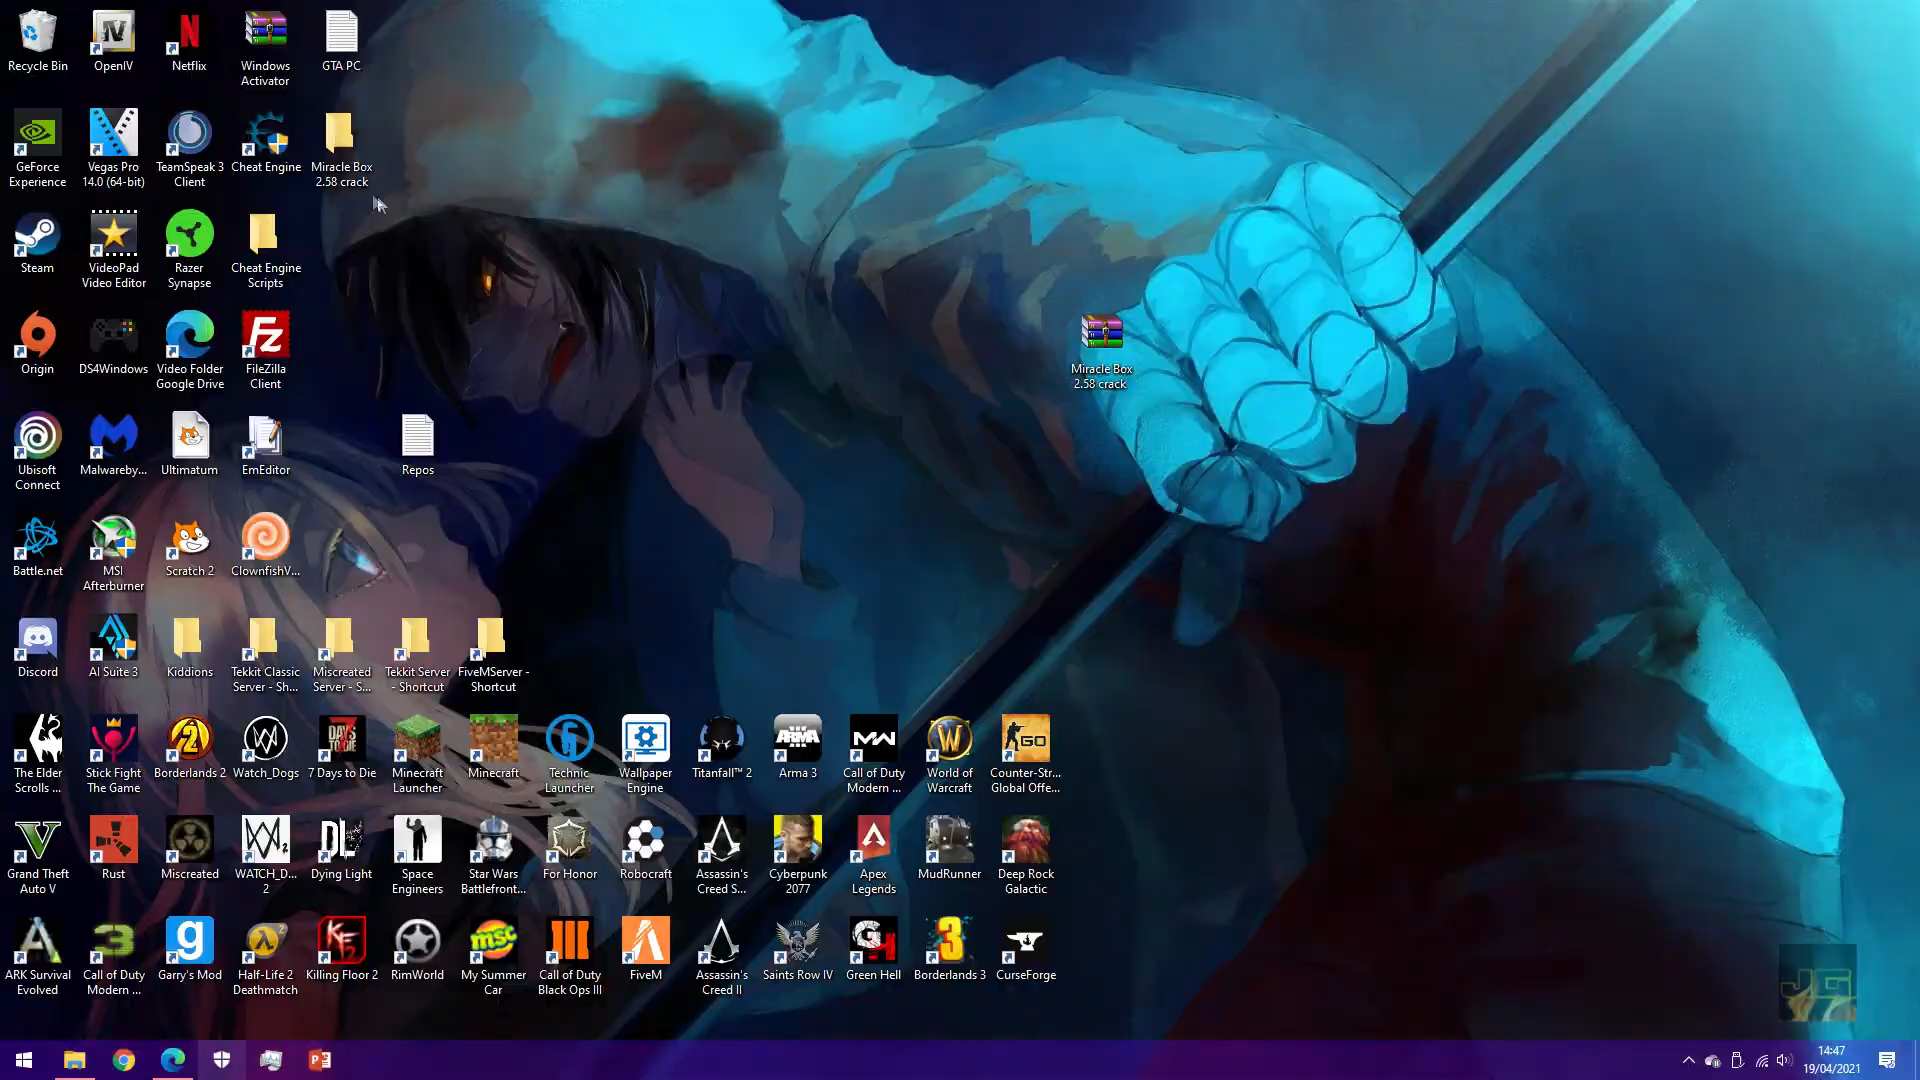 Recycle Bin
OpenIV
Netflix
Windows
Activator
GTA PC
GeForce
Experience
Vegas Pro
14.0 (64-bit)
TeamSpeak 3
Client
Cheat Engine
Miracle Box
2.58 crack
Steam
VideoPad
Video Editor
Razer
Synapse
Cheat Engine
Scripts
Origin
DS4Windows
Video Folder
Google Drive
FileZilla
Client
Miracle Box
2.58 crack
Ubisoft
Connect
Malwareby...
Ultimatum
EmEditor
Repos
Battle.net
MSI
Afterburner
Scratch 2
ClownfishV...
Discord
AI Suite 3
Kiddions
Tekkit Classic
Server - Sh...
Miscreated
Server - S...
Tekkit Server
- Shortcut
FiveMServer -
Shortcut
The Elder
Scrolls ...
Stick Fight
The Game
Borderlands 2
Watch_Dogs
7 Days to Die
Minecraft
Launcher
Minecraft
Technic
Launcher
Wallpaper
Engine
Titanfall™ 2
Arma 3
Call of Duty
Modern ...
World of
Warcraft
Counter-Str...
Global Offe...
Grand Theft
Auto V
Rust
Miscreated
WATCH_D...
2
Dying Light
Space
Engineers
Star Wars
Battlefront...
For Honor
Robocraft
Assassin's
Creed S...
Cyberpunk
2077
Apex
Legends
MudRunner
Deep Rock
Galactic
ARK Survival
Evolved
Call of Duty
Modern ...
Garry's Mod
Half-Life 2
Deathmatch
Killing Floor 2
RimWorld
My Summer
Car
Call of Duty
Black Ops III
FiveM
Assassin's
Creed II
Saints Row IV
Green Hell
Borderlands 3
CurseForge
JG
14:47
19/04/2021